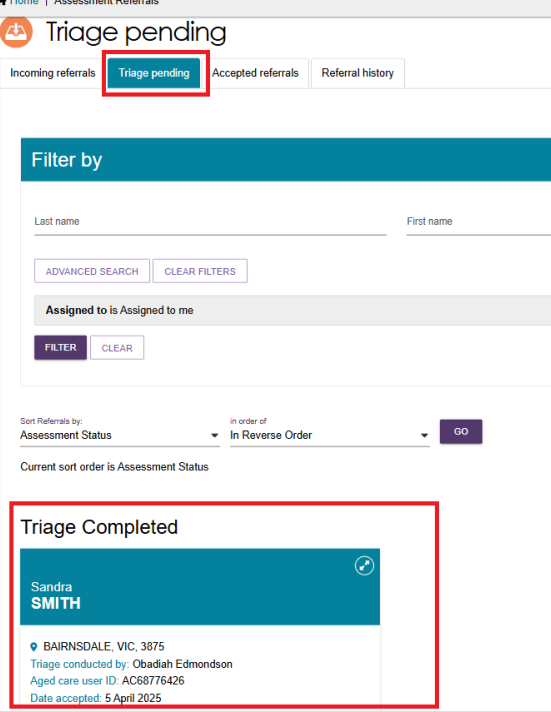 Home | Assessment Referrals
Triage pending
Incoming referrals Triage pending Accepted referrals Referral history
Filter by
Last name First name
ADVANCED SEARCH CLEAR FILTERS
Assigned to is Assigned to me
FILTER CLEAR
Sort Referrals by: in order of
Assessment Status In Reverse Order GO
Current sort order is Assessment Status
Triage Completed
Sandra
SMITH
BAIRNSDALE, VIC, 3875
Triage conducted by: Obadiah Edmondson
Aged care user ID: AC68776426
Date accepted: 5 April 2025